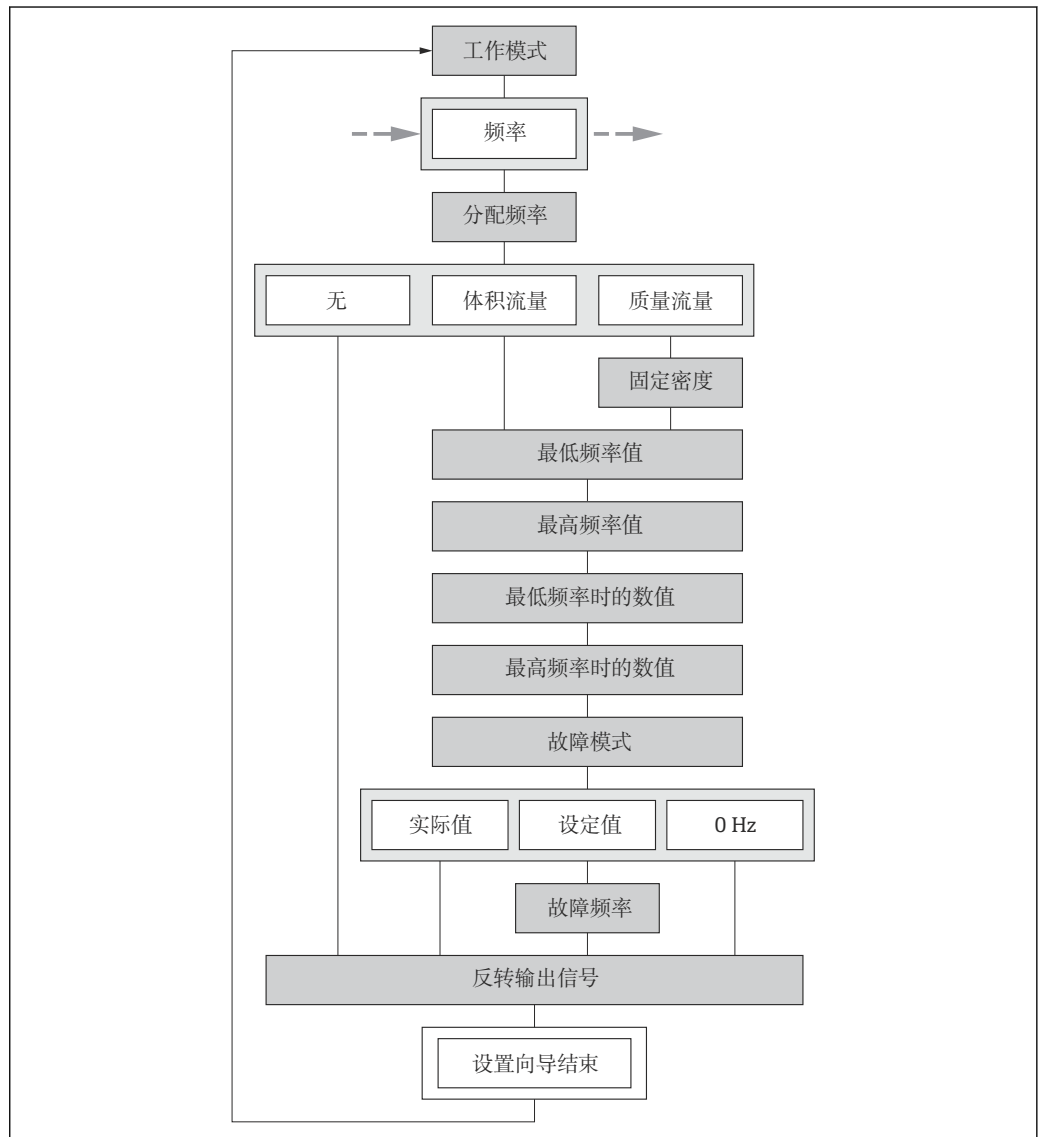 工作模式
频率
分配频率
无
体积流量
质量流量
固定密度
最低频率值
最高频率值
最低频率时的数值
最高频率时的数值
故障模式
实际值
设定值
0 Hz
故障频率
反转输出信号
设置向导结束